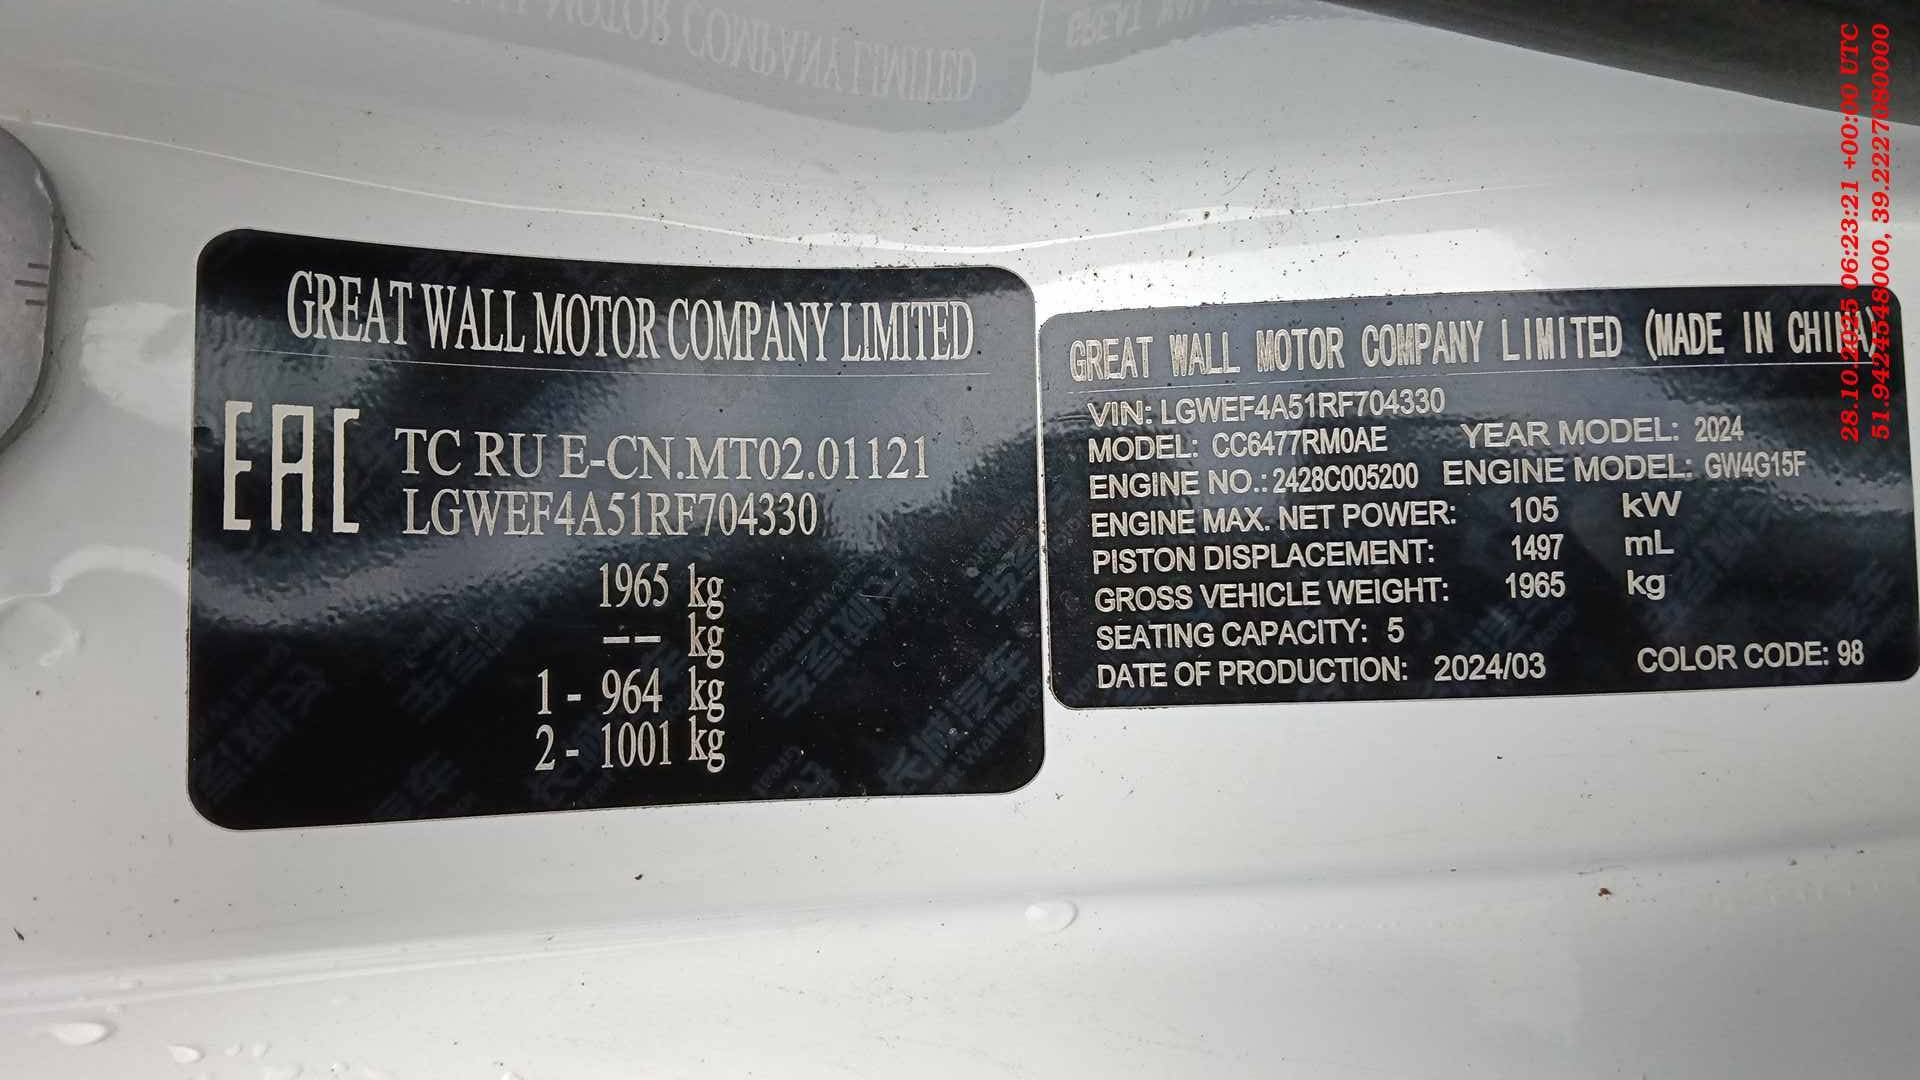 GREAT WALL MOTOR COMPANY LIMITED
EAC
TC RU E-CN.MT02.01121
LGWEF4A51RF704330
1965 kg
-- kg
1 - 964 kg
2 - 1001 kg
GREAT WALL MOTOR COMPANY LIMITED (MADE IN CHINA)
VIN: LGWEF4A51RF704330
MODEL: CC6477RM0AE YEAR MODEL: 2024
ENGINE NO.: 2428C005200 ENGINE MODEL: GW4G15F
ENGINE MAX. NET POWER: 105 kW
PISTON DISPLACEMENT: 1497 mL
GROSS VEHICLE WEIGHT: 1965 kg
SEATING CAPACITY: 5
DATE OF PRODUCTION: 2024/03 COLOR CODE: 98
28.10.2025 06:23:21 +00:00 UTC
51.942454548000, 39.222770800000